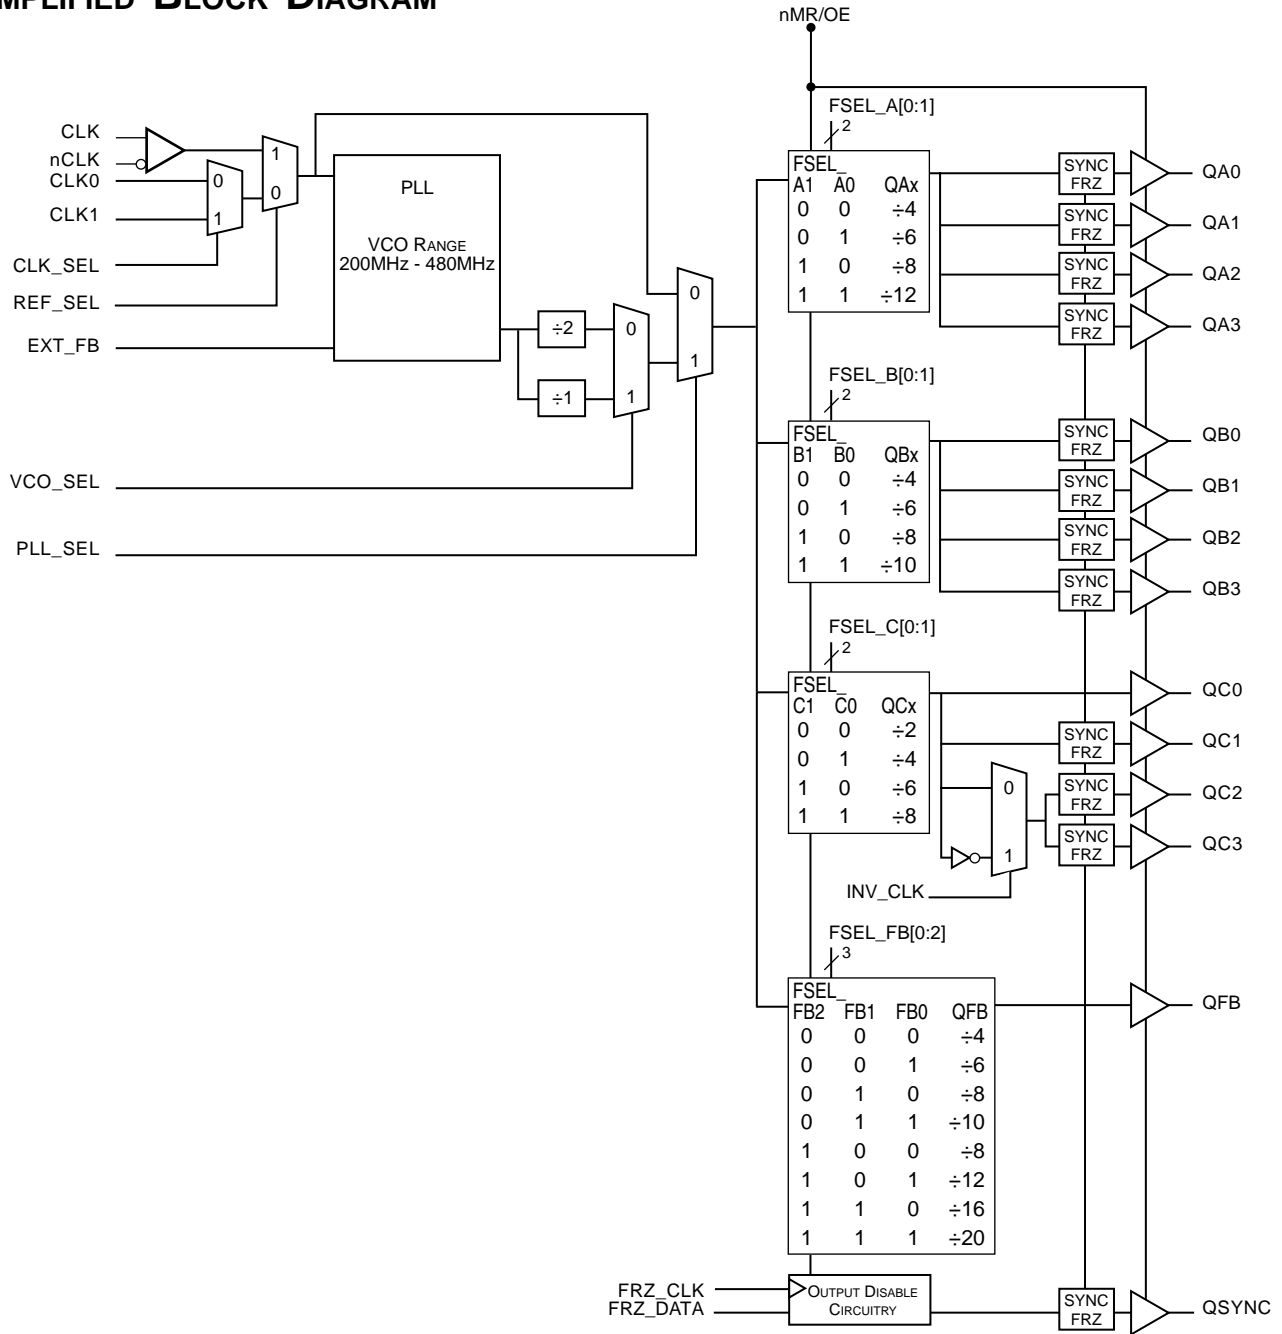 MPLIFIED BLOCK DIAGRAM
nMR/OE
CLK
nCLK
CLK0
CLK1
CLK_SEL
REF_SEL
EXT_FB
VCO_SEL
PLL_SEL
0
1
1
0
PLL
VCO RANGE
200MHz - 480MHz
÷2
÷1
0
1
0
1
FSEL_A[0:1]
2
FSEL_
A1 A0 QAx
0 0 ÷4
0 1 ÷6
1 0 ÷8
1 1 ÷12
SYNC
FRZ
QA0
SYNC
FRZ
QA1
SYNC
FRZ
QA2
SYNC
FRZ
QA3
FSEL_B[0:1]
2
FSEL_
B1 B0 QBx
0 0 ÷4
0 1 ÷6
1 0 ÷8
1 1 ÷10
SYNC
FRZ
QB0
SYNC
FRZ
QB1
SYNC
FRZ
QB2
SYNC
FRZ
QB3
FSEL_C[0:1]
2
FSEL_
C1 C0 QCx
0 0 ÷2
0 1 ÷4
1 0 ÷6
1 1 ÷8
QC0
SYNC
FRZ
QC1
0
1
INV_CLK
SYNC
FRZ
QC2
SYNC
FRZ
QC3
FSEL_FB[0:2]
3
FSEL_
FB2 FB1 FB0 QFB
0 0 0 ÷4
0 0 1 ÷6
0 1 0 ÷8
0 1 1 ÷10
1 0 0 ÷8
1 0 1 ÷12
1 1 0 ÷16
1 1 1 ÷20
QFB
FRZ_CLK
FRZ_DATA
OUTPUT DISABLE
CIRCUITRY
SYNC
FRZ
QSYNC